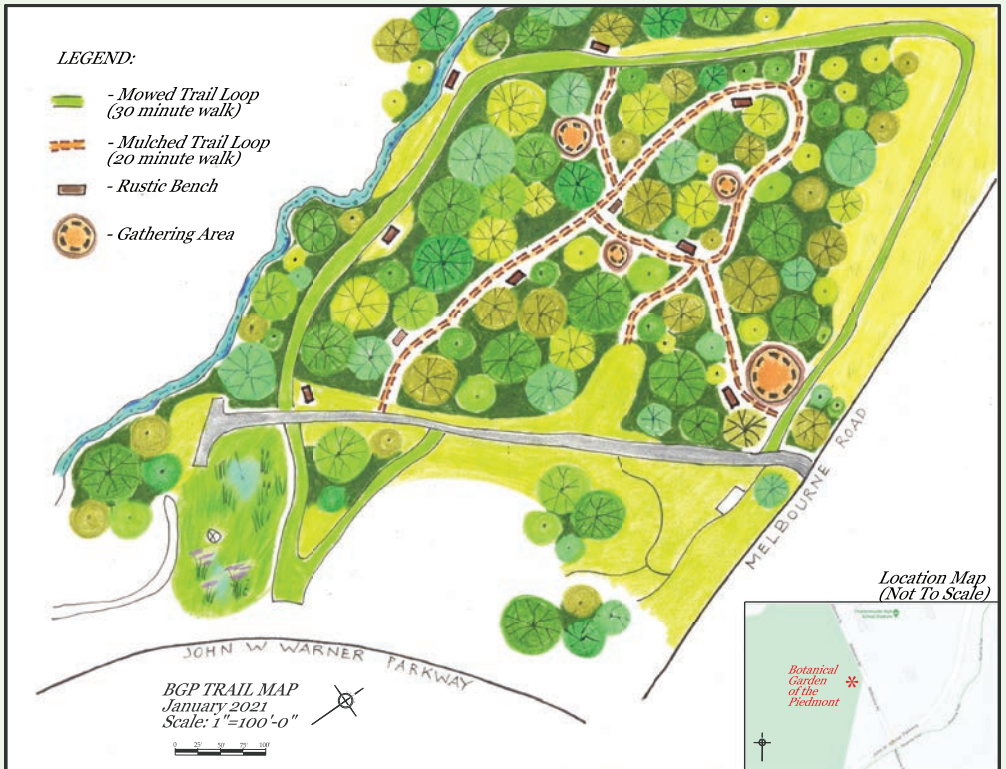 LEGEND:
- Mowed Trail Loop
(30 minute walk)
- Mulched Trail Loop
(20 minute walk)
- Rustic Bench
- Gathering Area
MELBOURNE ROAD
JOHN W WARNER PARKWAY
BGP TRAIL MAP
January 2021
Scale: 1"=100'-0"
0 25' 50' 100'
Location Map
(Not To Scale)
Botanical
Garden
of the
Piedmont